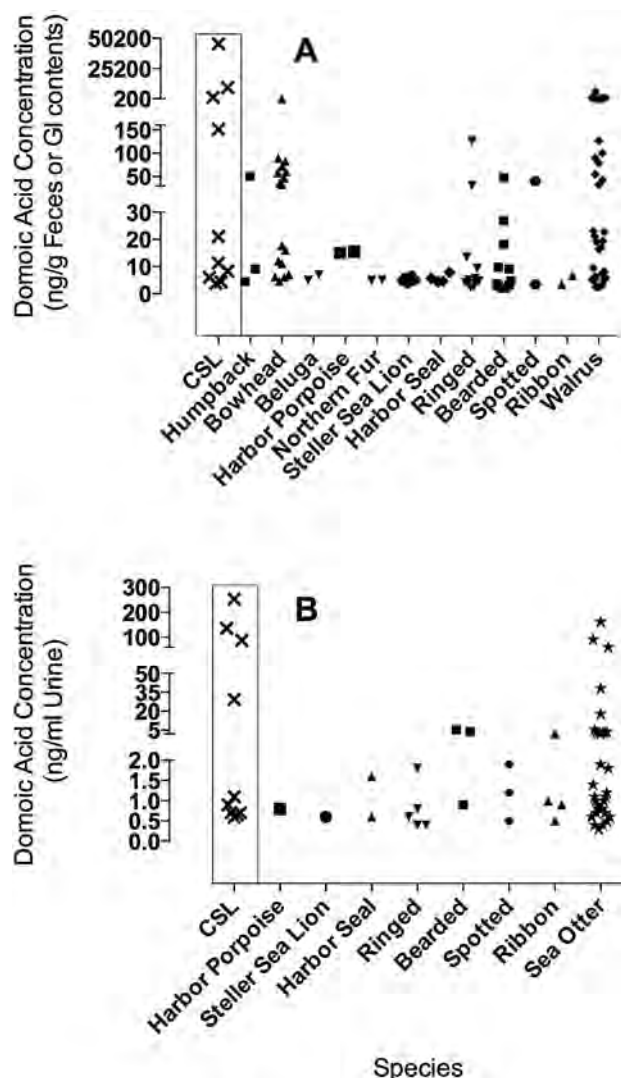 A
Domoic Acid Concentration
(ng/g Feces or GI contents)
50200
25200
200
150
100
50
30
20
10
0
CSL
Humpback
Bowhead
Beluga
Harbor Porpoise
Northern Fur
Steller Sea Lion
Harbor Seal
Ringed
Bearded
Spotted
Ribbon
Walrus
B
Domoic Acid Concentration
(ng/ml Urine)
300
200
100
50
35
20
5
2.0
1.5
1.0
0.5
0.0
CSL
Harbor Porpoise
Steller Sea Lion
Harbor Seal
Ringed
Bearded
Spotted
Ribbon
Sea Otter
Species